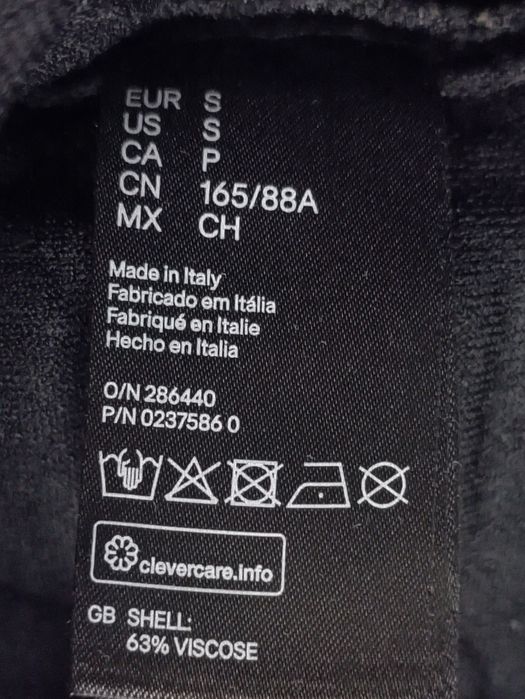 EUR S
US S
CA P
CN 165/88A
MX CH
Made in Italy
Fabricado em Itália
Fabriqué en Italie
Hecho en Italia
O/N 286440
P/N 0237586 0
clevercare.info
GB SHELL:
63% VISCOSE